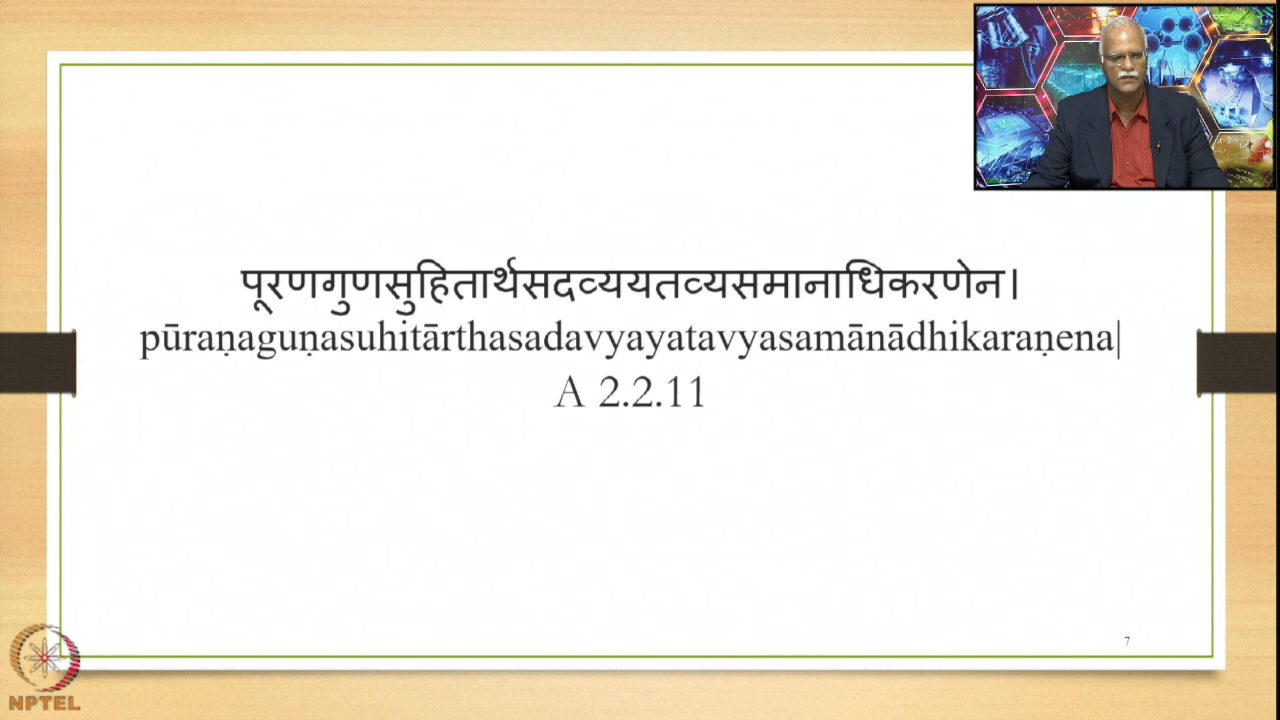 पूरणगुणसुहितार्थसदव्ययतव्यसमानाधिकरणेन।
pūraṇaguṇasuhitārthasadavyayatavyasamānādhikaraṇena|
A 2.2.11
7
NPTEL